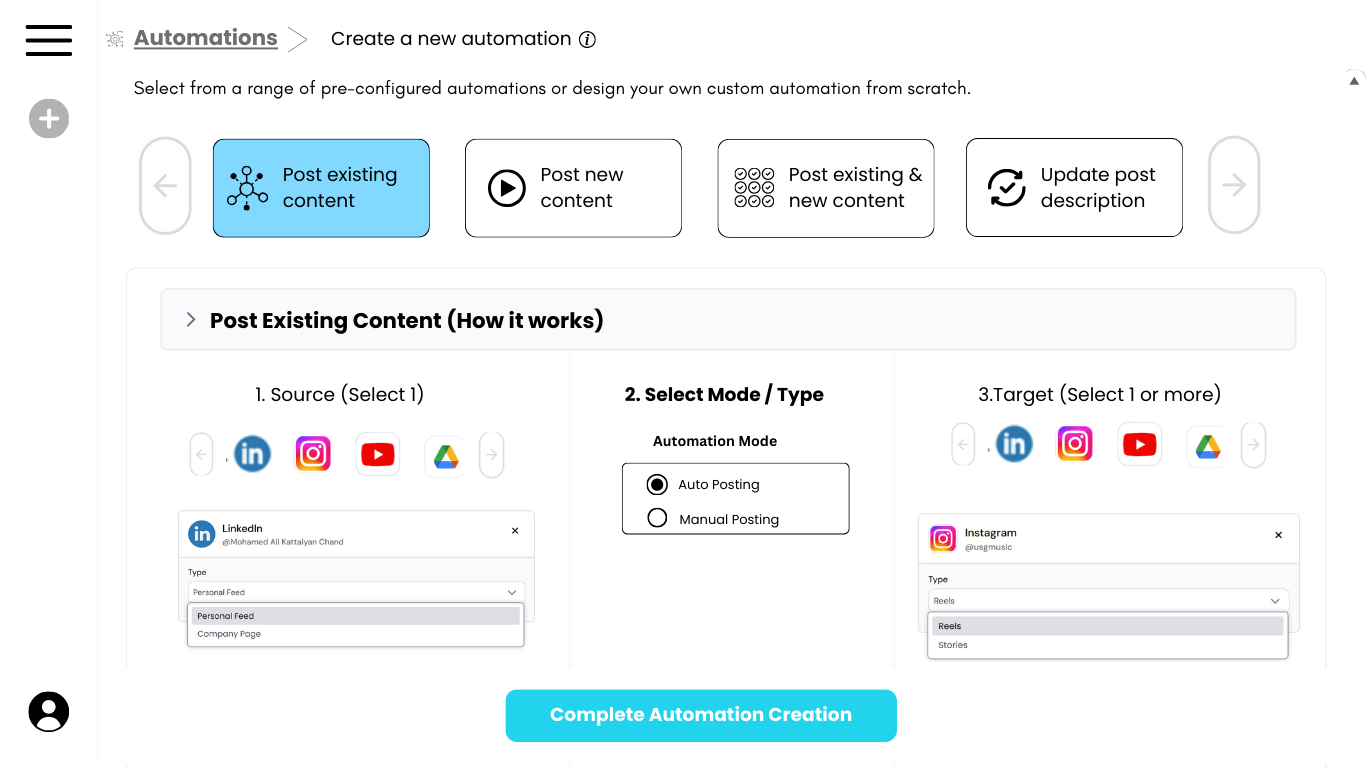 Automations
Create a new automation
Select from a range of pre-configured automations or design your own custom automation from scratch.
Post existing
content
Post new
content
Post existing &
new content
Update post
description
Post Existing Content (How it works)
1. Source (Select 1)
in
LinkedIn
@Mohamed Ali Kattaiyan Chand
in
Type
Personal Feed
Personal Feed
Company Page
2. Select Mode / Type
Automation Mode
Auto Posting
Manual Posting
3.Target (Select 1 or more)
in
Instagram
@usgmusic
Type
Reels
Reels
Stories
Complete Automation Creation